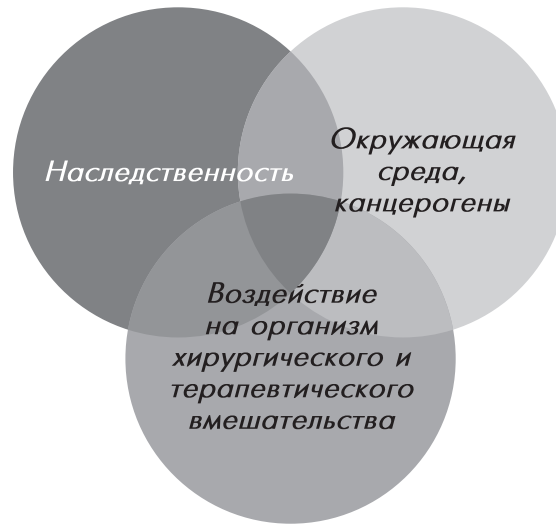 Наследственность
Окружающая
среда,
канцерогены
Воздействие
на организм
хирургического и
терапевтического
вмешательства